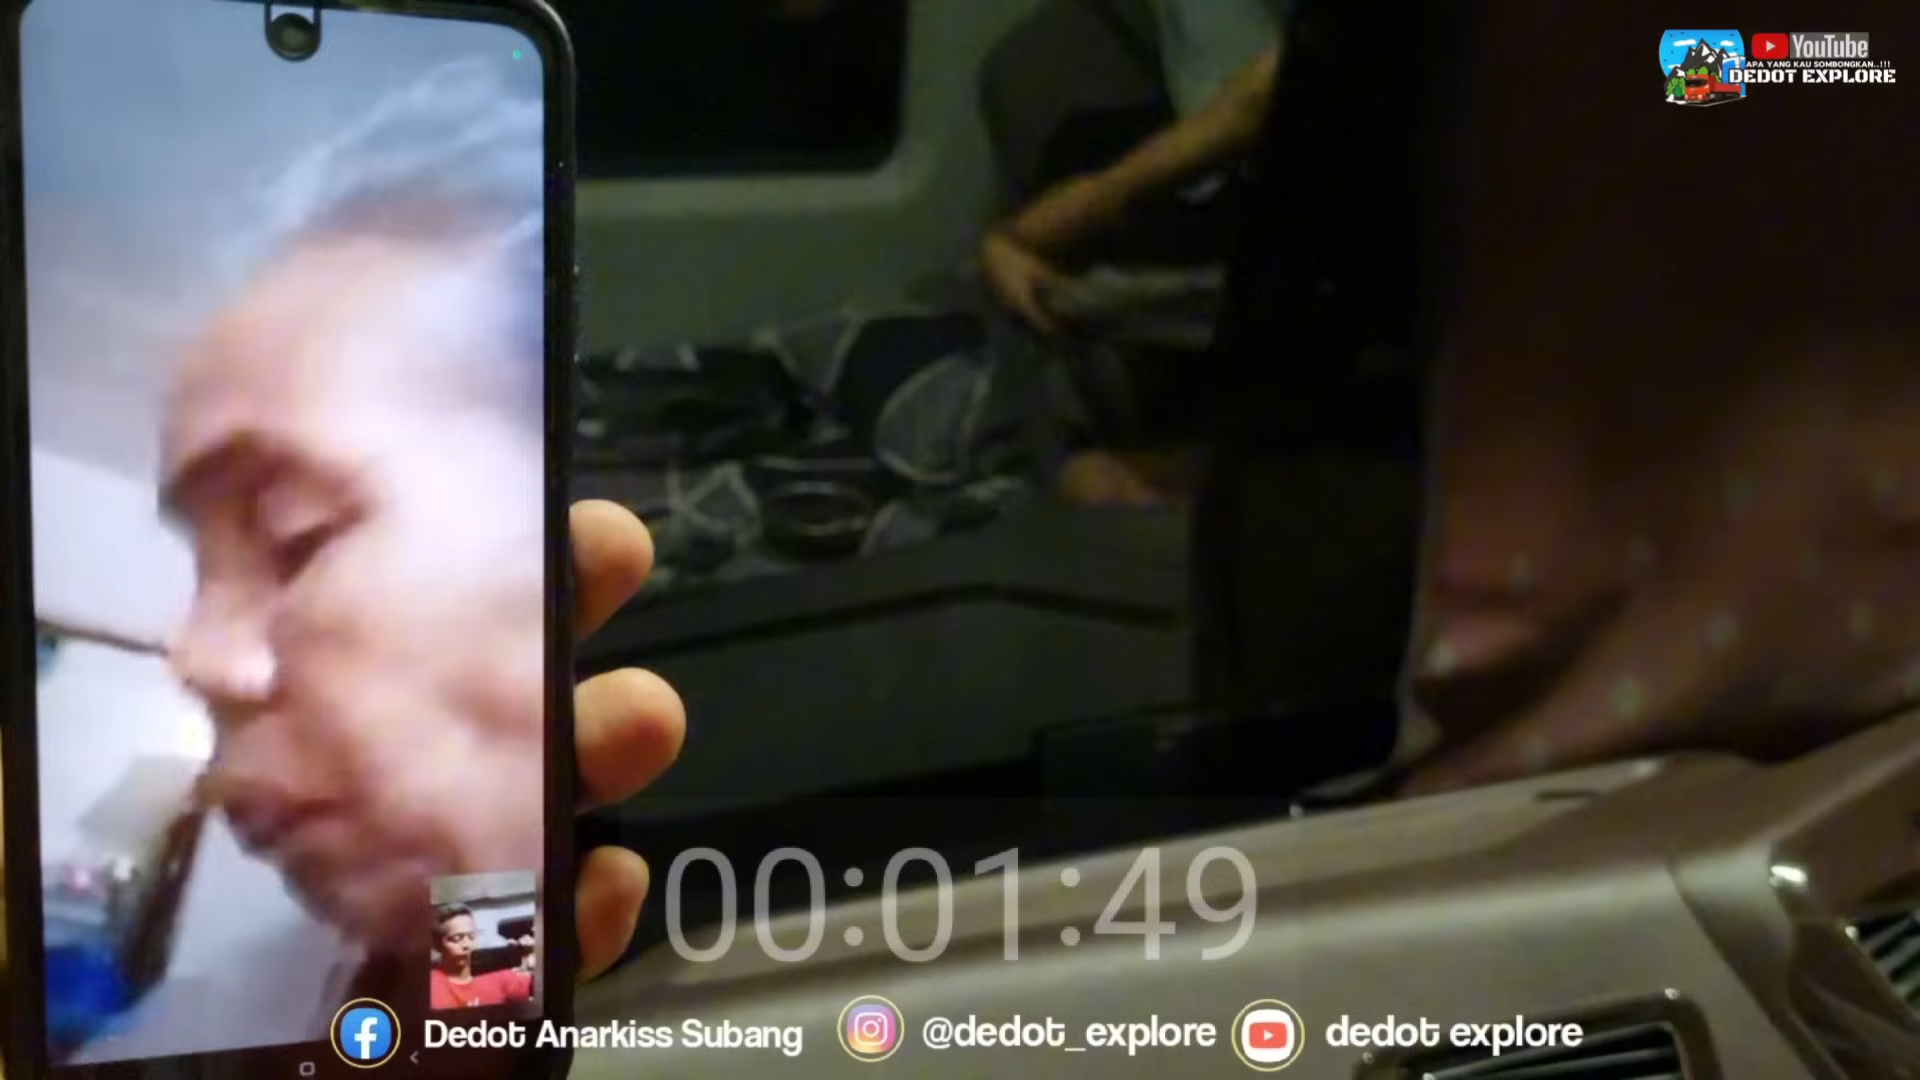 YouTube
APA YANG KAU SOMBONGKAN..!!!
DEDOT EXPLORE
00:01:49
Dedot Anarkiss Subang
@dedot_explore
dedot explore